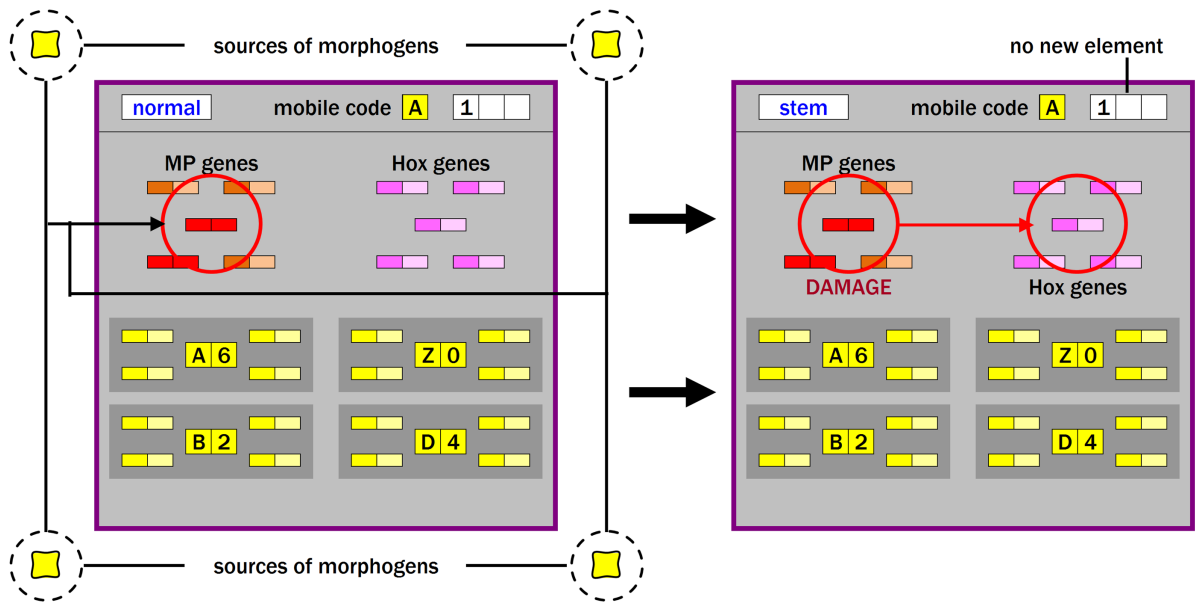 sources of morphogens
no new element
normal mobile code A 1
stem mobile code A 1
MP genes Hox genes
MP genes
DAMAGE Hox genes
A 6 Z 0
A 6 Z 0
B 2 D 4
B 2 D 4
sources of morphogens